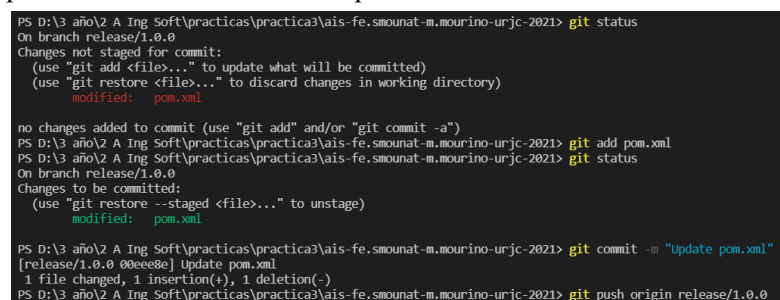 PS D:\3 año\2 A Ing Soft\practicas\practica3\ais-fe.smounat-m.mourino-urjc-2021> git status
On branch release/1.0.0
Changes not staged for commit:
  (use "git add <file>..." to update what will be committed)
  (use "git restore <file>..." to discard changes in working directory)
        modified:   pom.xml

no changes added to commit (use "git add" and/or "git commit -a")
PS D:\3 año\2 A Ing Soft\practicas\practica3\ais-fe.smounat-m.mourino-urjc-2021> git add pom.xml
PS D:\3 año\2 A Ing Soft\practicas\practica3\ais-fe.smounat-m.mourino-urjc-2021> git status
On branch release/1.0.0
Changes to be committed:
  (use "git restore --staged <file>..." to unstage)
        modified:   pom.xml

PS D:\3 año\2 A Ing Soft\practicas\practica3\ais-fe.smounat-m.mourino-urjc-2021> git commit -m "Update pom.xml"
[release/1.0.0 00eee8e] Update pom.xml
 1 file changed, 1 insertion(+), 1 deletion(-)
PS D:\3 año\2 A Ing Soft\practicas\practica3\ais-fe.smounat-m.mourino-urjc-2021> git push origin release/1.0.0